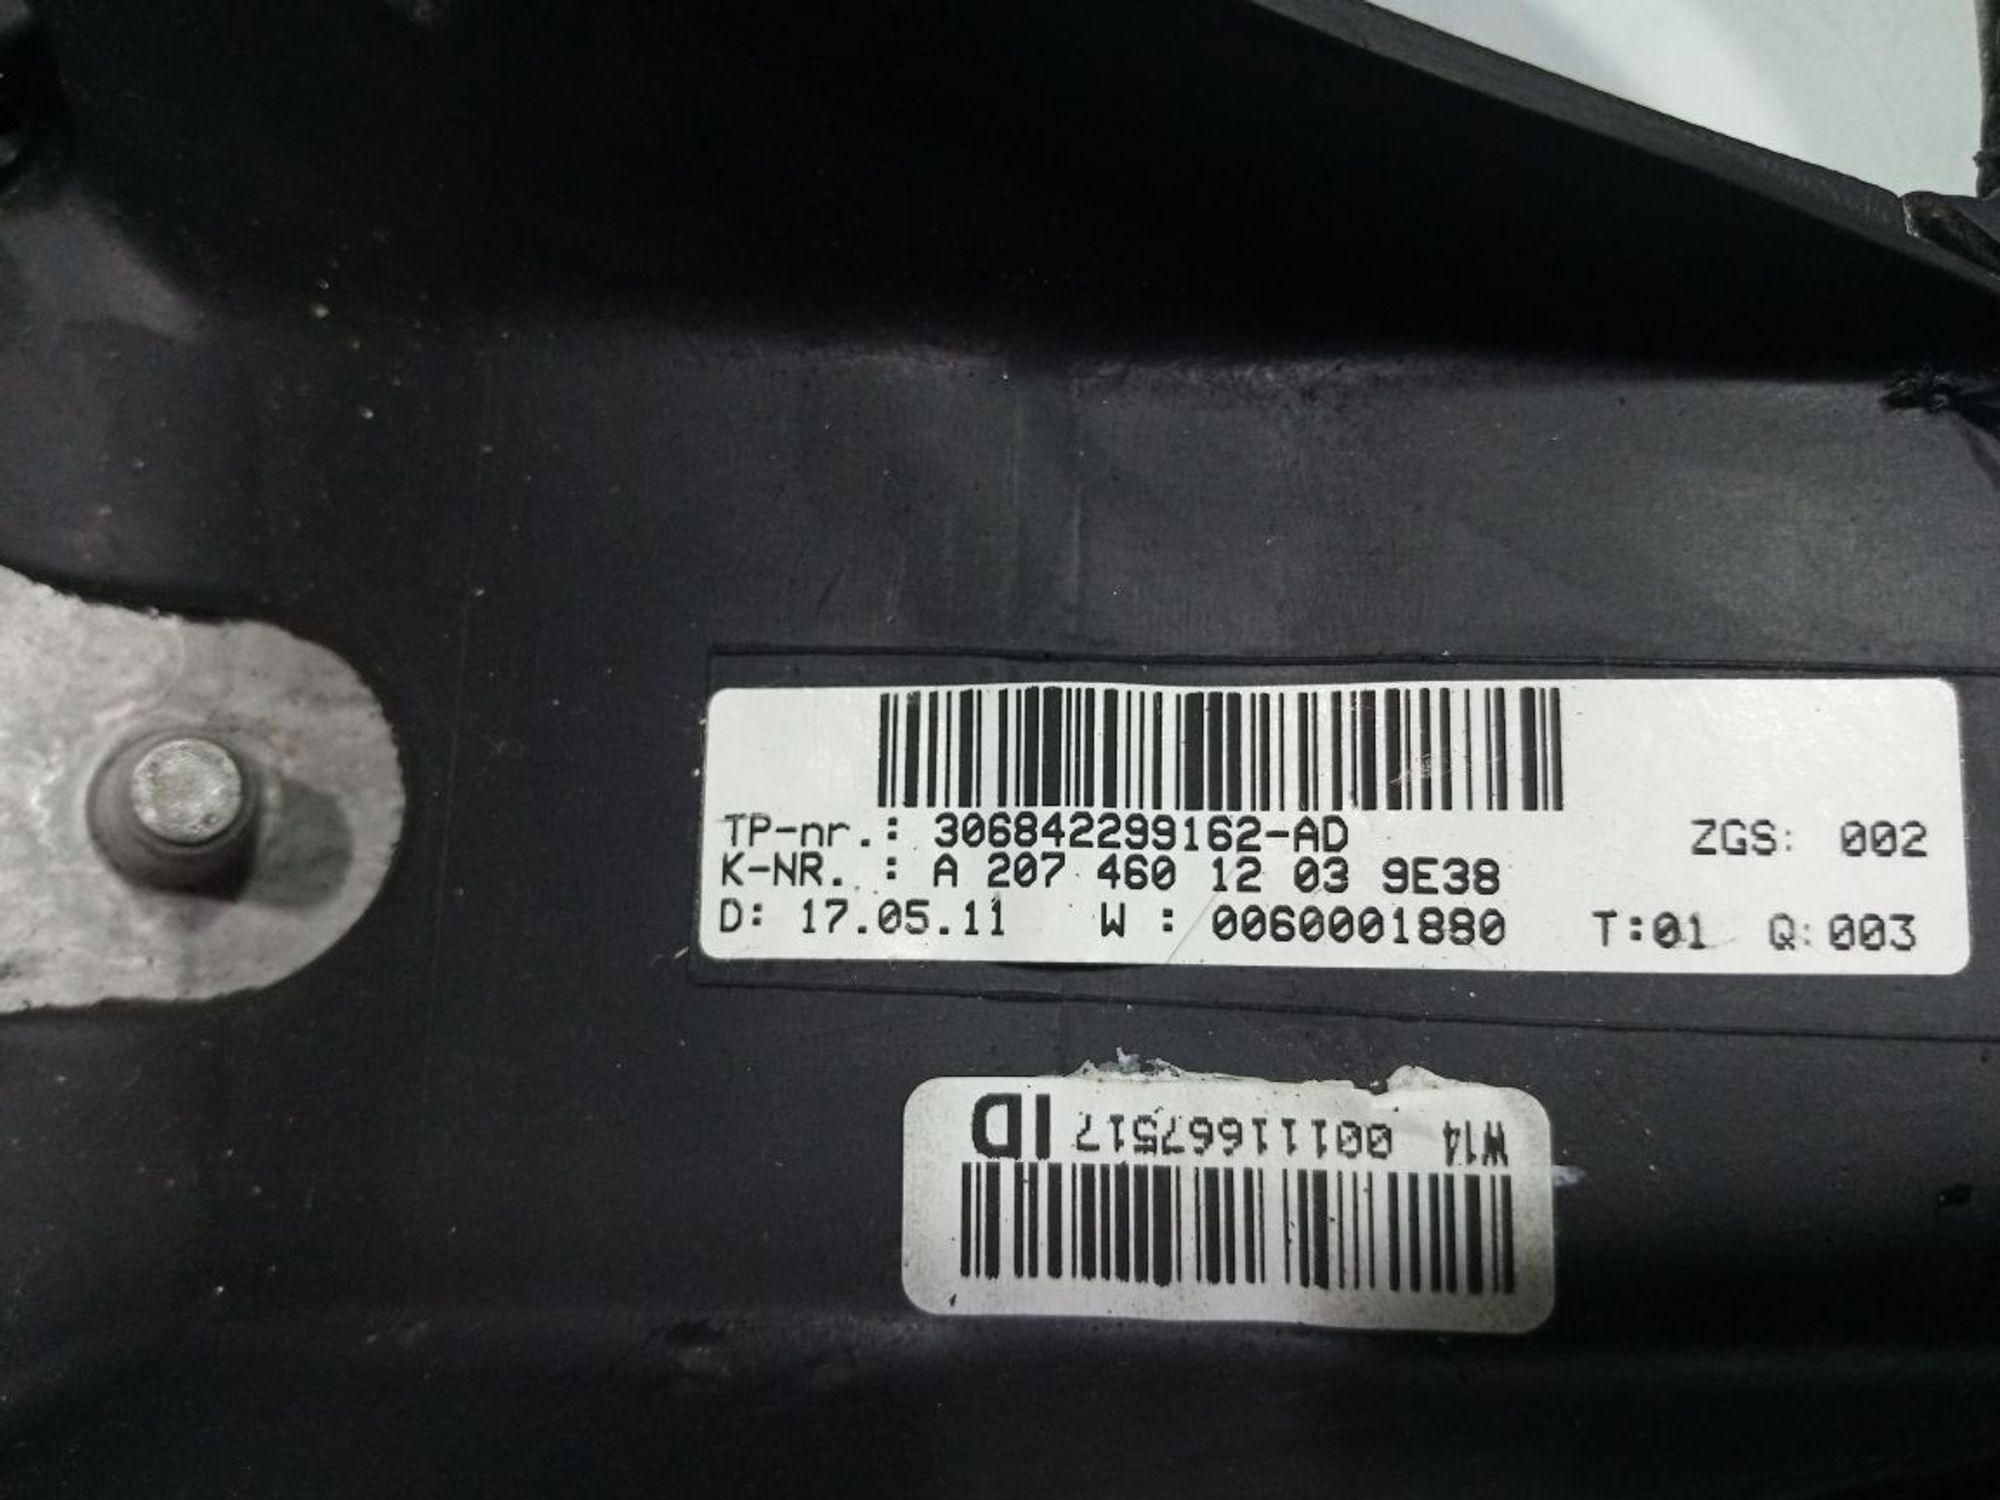 TP-nr.: 306842299162-AD
ZGS: 002
K-NR. : A 207 460 12 03 9E38
D: 17.05.11 W : 0060001880 T:01 Q:003
W14 00111667517 ID